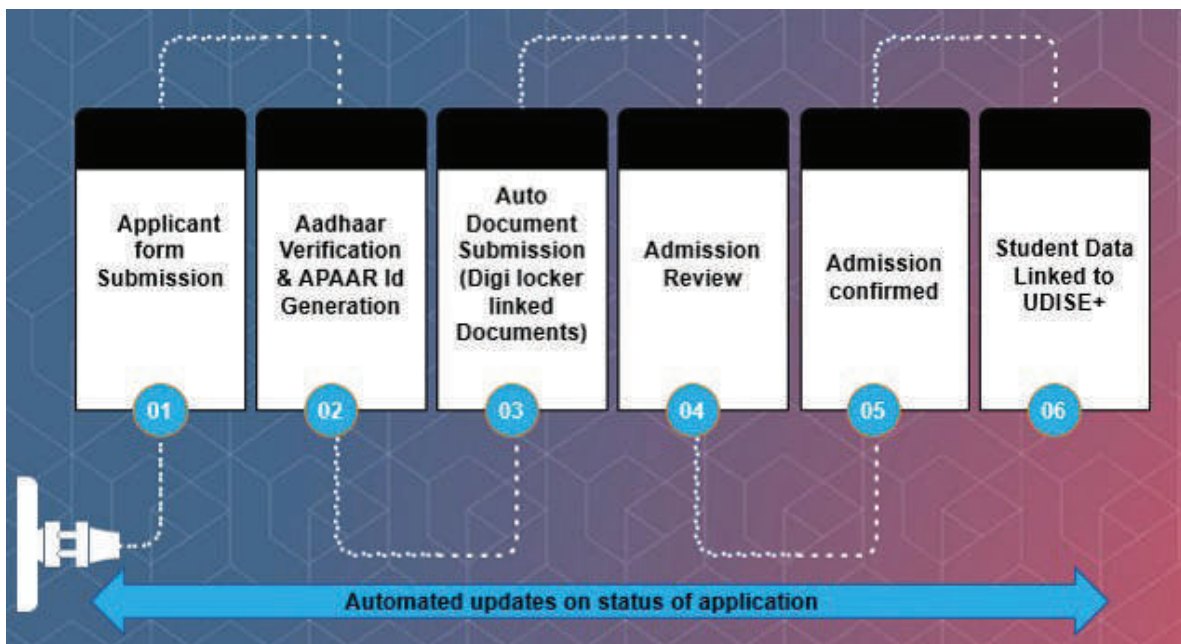 Applicant
form
Submission
01
Aadhaar
Verification
& APAAR Id
Generation
02
Auto
Document
Submission
(Digi locker
linked
Documents)
03
Admission
Review
04
Admission
confirmed
05
Student Data
Linked to
UDISE+
06
Automated updates on status of application